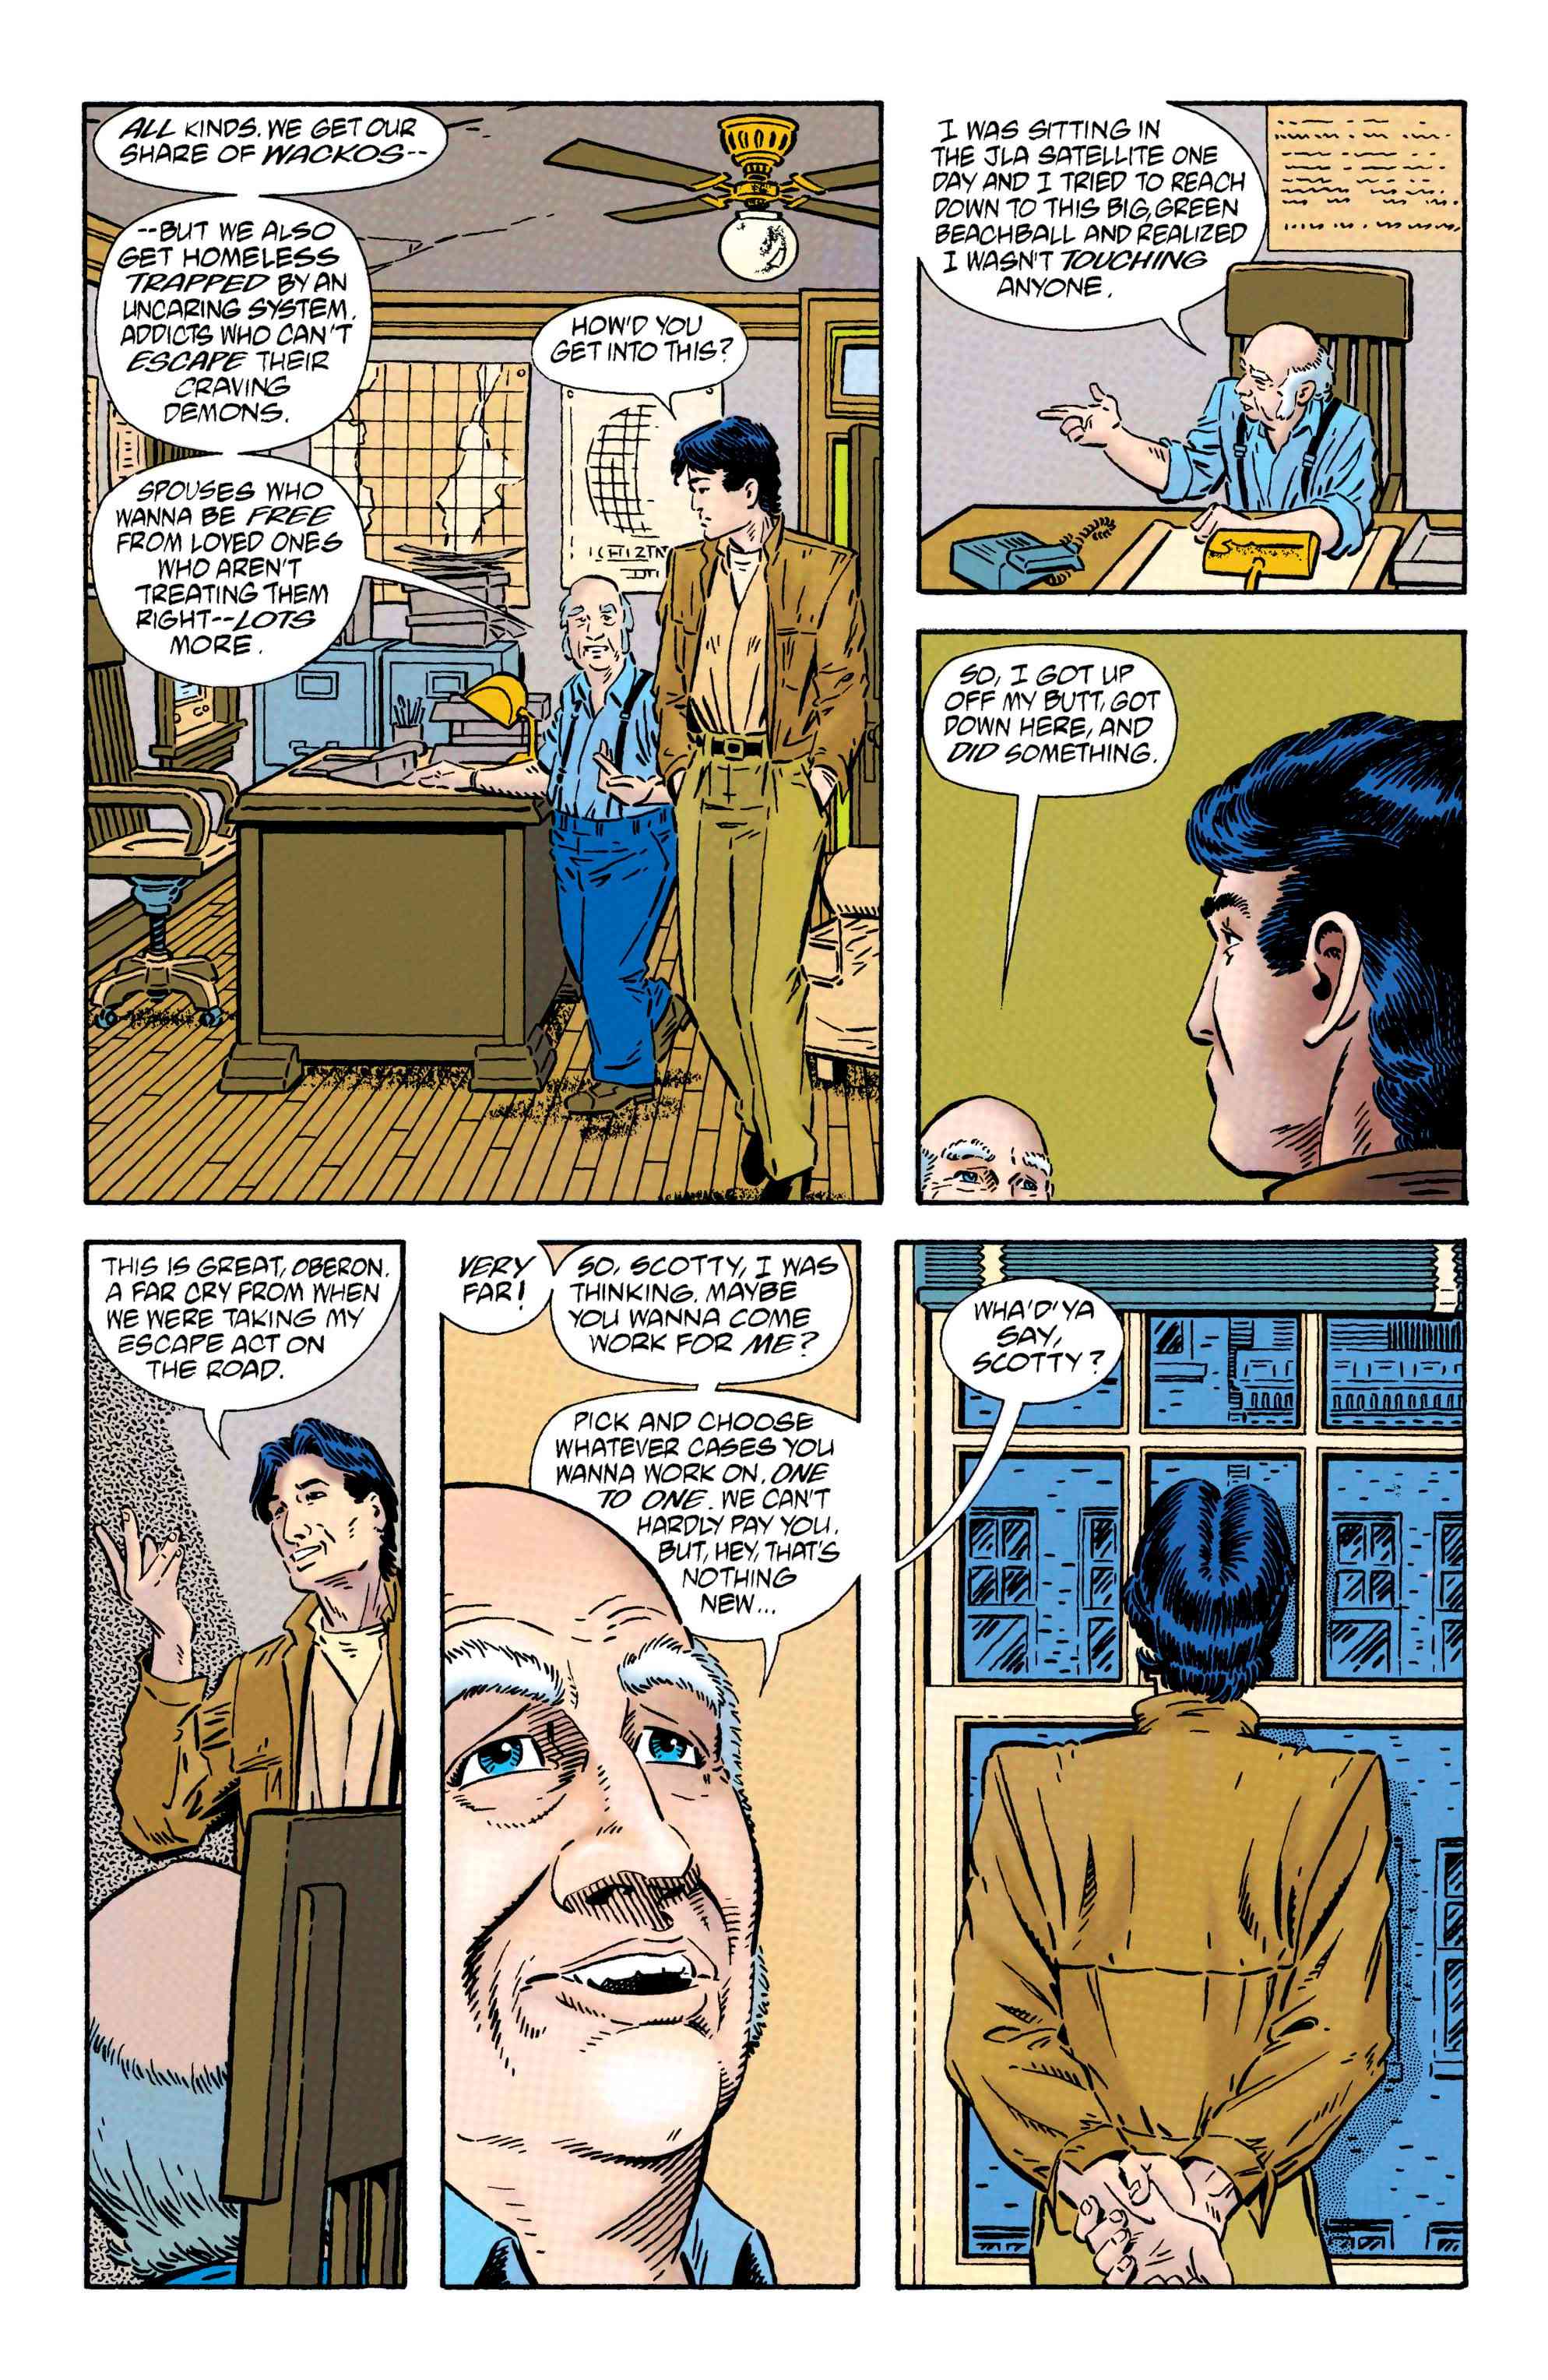 ALL KINDS. WE GET OUR
SHARE OF WACKOS--
--BUT WE ALSO
GET HOMELESS
TRAPPED BY AN
UNCARING SYSTEM.
ADDICTS WHO CAN'T
ESCAPE THEIR
CRAVING
DEMONS.
SPOUSES WHO
WANNA BE FREE
FROM LOVED ONES
WHO AREN'T
TREATING THEM
RIGHT--LOTS
MORE.
HOW'D YOU
GET INTO THIS?
I WAS SITTING IN
THE JLA SATELLITE ONE
DAY AND I TRIED TO REACH
DOWN TO THIS BIG, GREEN
BEACHBALL AND REALIZED
I WASN'T TOUCHING
ANYONE.
SO, I GOT UP
OFF MY BUTT, GOT
DOWN HERE, AND
DID SOMETHING.
THIS IS GREAT, OBERON.
A FAR CRY FROM WHEN
WE WERE TAKING MY
ESCAPE ACT ON
THE ROAD.
VERY
FAR!
SO, SCOTTY, I WAS
THINKING. MAYBE
YOU WANNA COME
WORK FOR ME?
PICK AND CHOOSE
WHATEVER CASES YOU
WANNA WORK ON. ONE
TO ONE. WE CAN'T
HARDLY PAY YOU.
BUT, HEY, THAT'S
NOTHING
NEW...
WHA'D'YA
SAY,
SCOTTY?